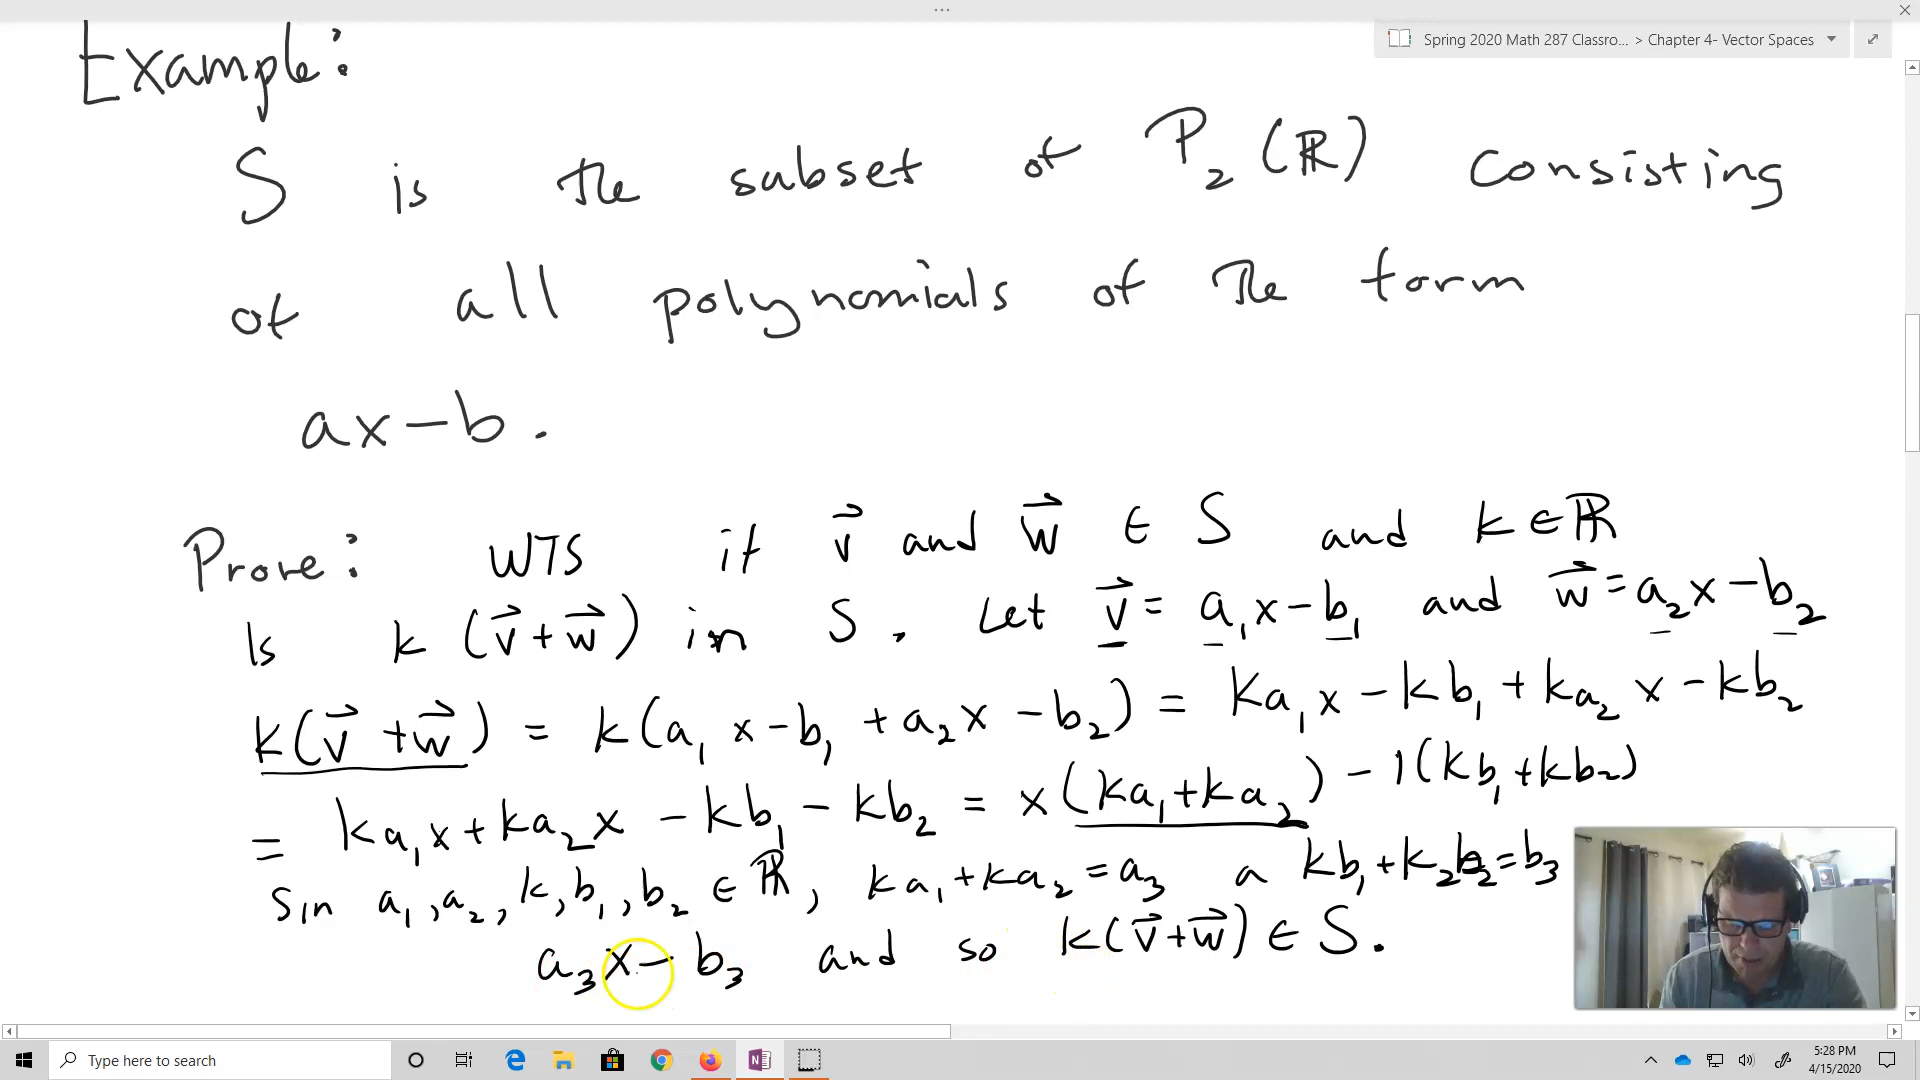 ...
Spring 2020 Math 287 Classro... > Chapter 4- Vector Spaces
Example:
S is the subset of P₂(ℝ) consisting
of all polynomials of the form
ax-b.
Prove: WTS if v⃗ and w⃗ ∈ S and k∈ℝ
Is k (v⃗+w⃗) in S. Let v⃗ = a₁x-b₁ and w⃗=a₂x-b₂
k(v⃗+w⃗) = k(a₁x-b₁+a₂x-b₂) = ka₁x-kb₁+ka₂x-kb₂
= ka₁x+ka₂x-kb₁-kb₂ = x(ka₁+ka₂)-1(kb₁+kb₂)
Sin a₁,a₂,k,b₁,b₂ ∈ ℝ, ka₁+ka₂=a₃ a kb₁+k₂b₂=b₃
a₃x-b₃ and so k(v⃗+w⃗) ∈ S.
Type here to search
5:28 PM
4/15/2020